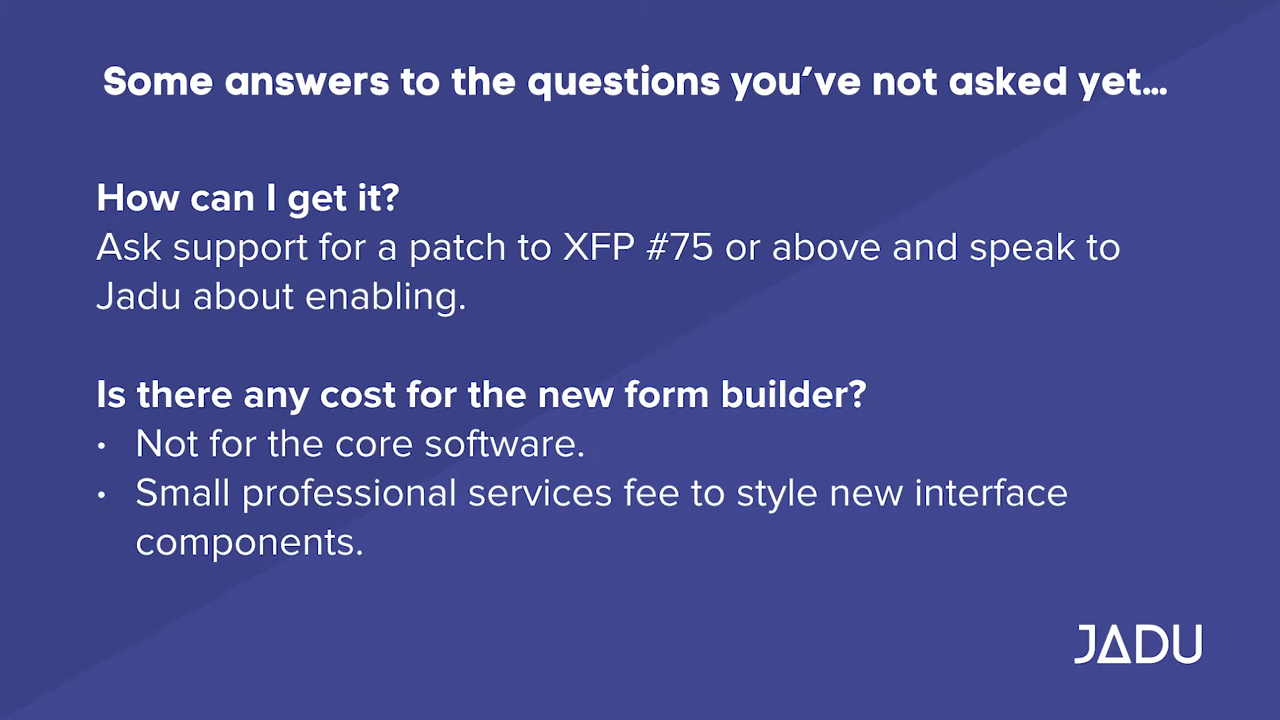 Some answers to the questions you’ve not asked yet…
How can I get it?
Ask support for a patch to XFP #75 or above and speak to
Jadu about enabling.
Is there any cost for the new form builder?
• Not for the core software.
• Small professional services fee to style new interface
components.
JADU